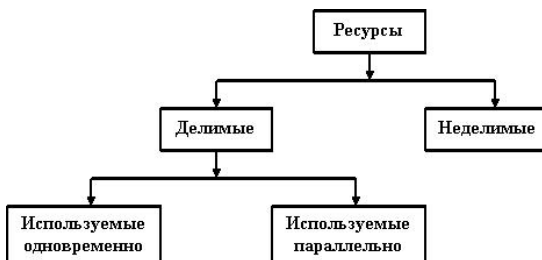 Ресурсы
Делимые
Неделимые
Используемые
одновременно
Используемые
параллельно